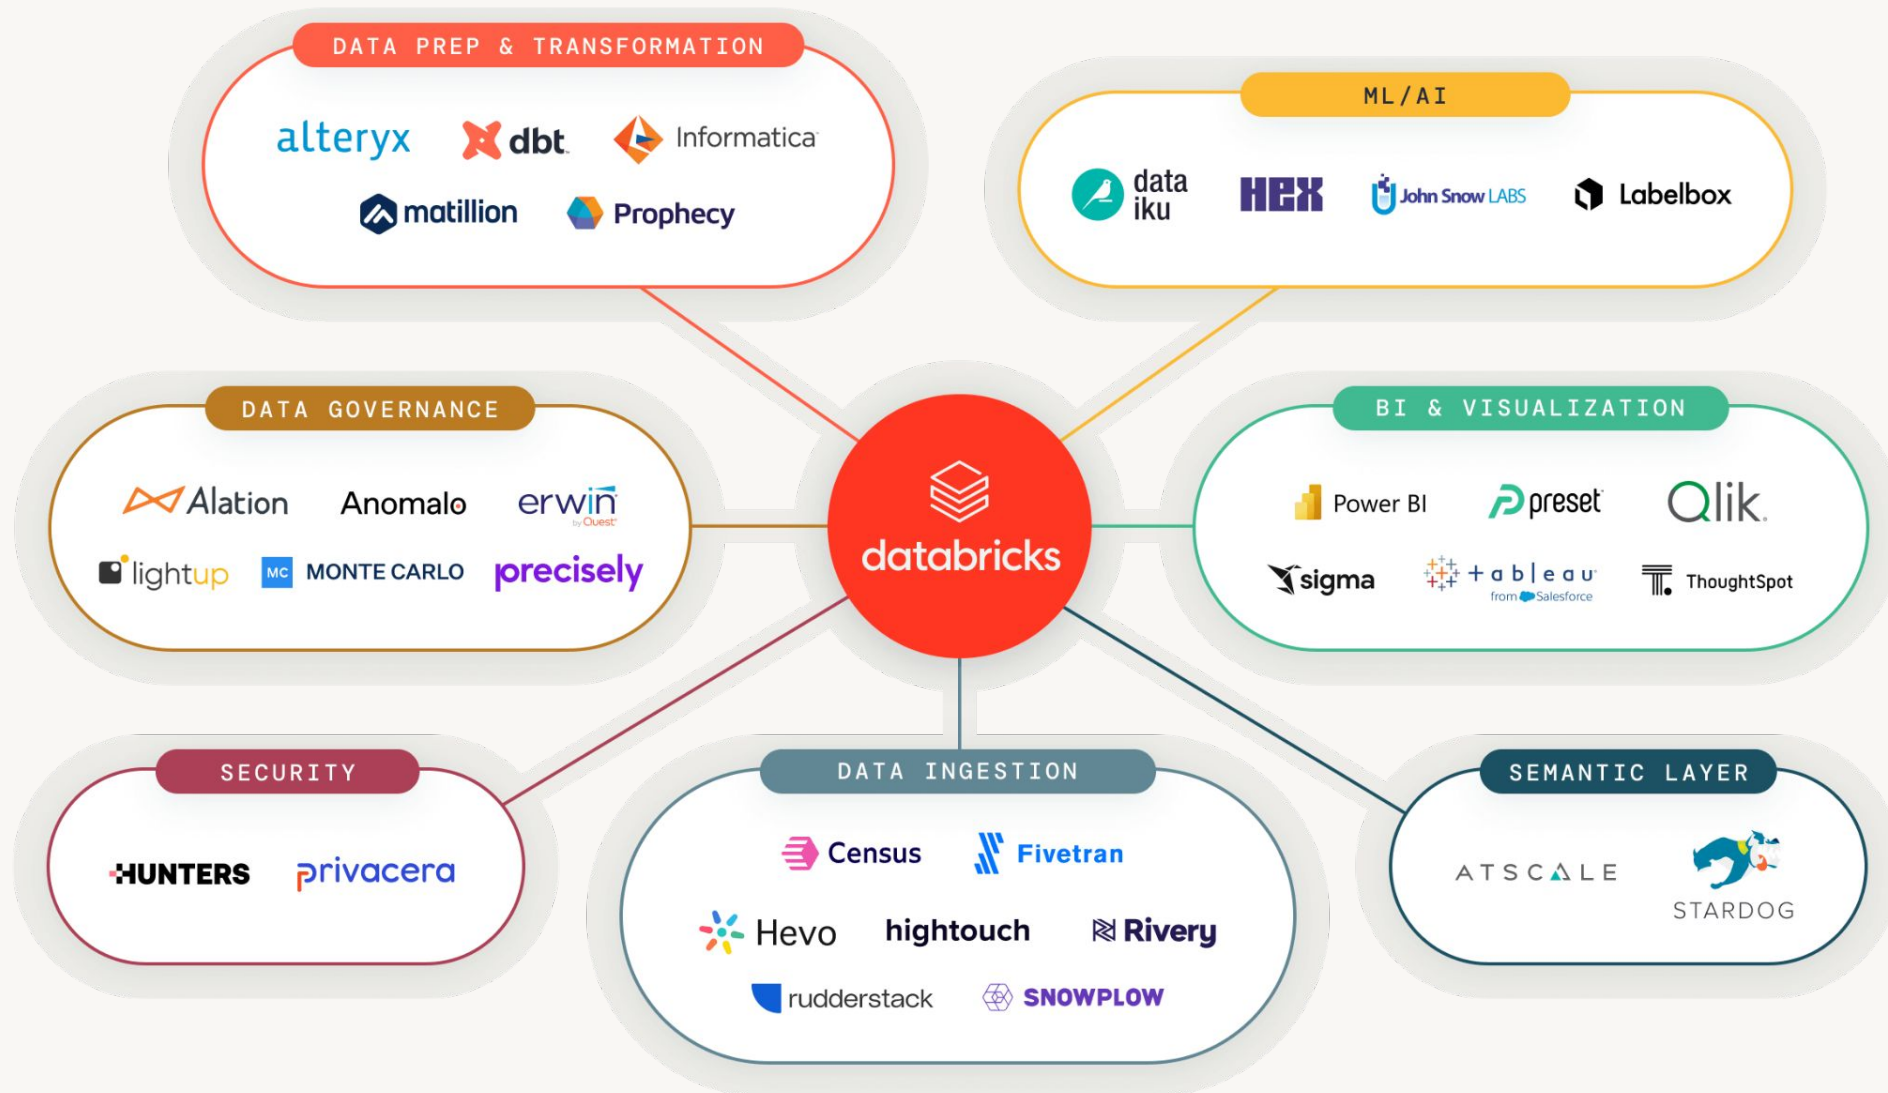 DATA PREP & TRANSFORMATION
alteryx dbt Informatica
matillion Prophecy
ML/AI
data iku HEX John Snow LABS Labelbox
DATA GOVERNANCE
Alation Anomalo erwin by Quest
lightup MC MONTE CARLO precisely
databricks
BI & VISUALIZATION
Power BI preset Qlik
sigma +ableau from Salesforce ThoughtSpot
SECURITY
HUNTERS privacera
DATA INGESTION
Census Fivetran
Hevo hightouch Rivery
rudderstack SNOWPLOW
SEMANTIC LAYER
ATSCALE STARDOG